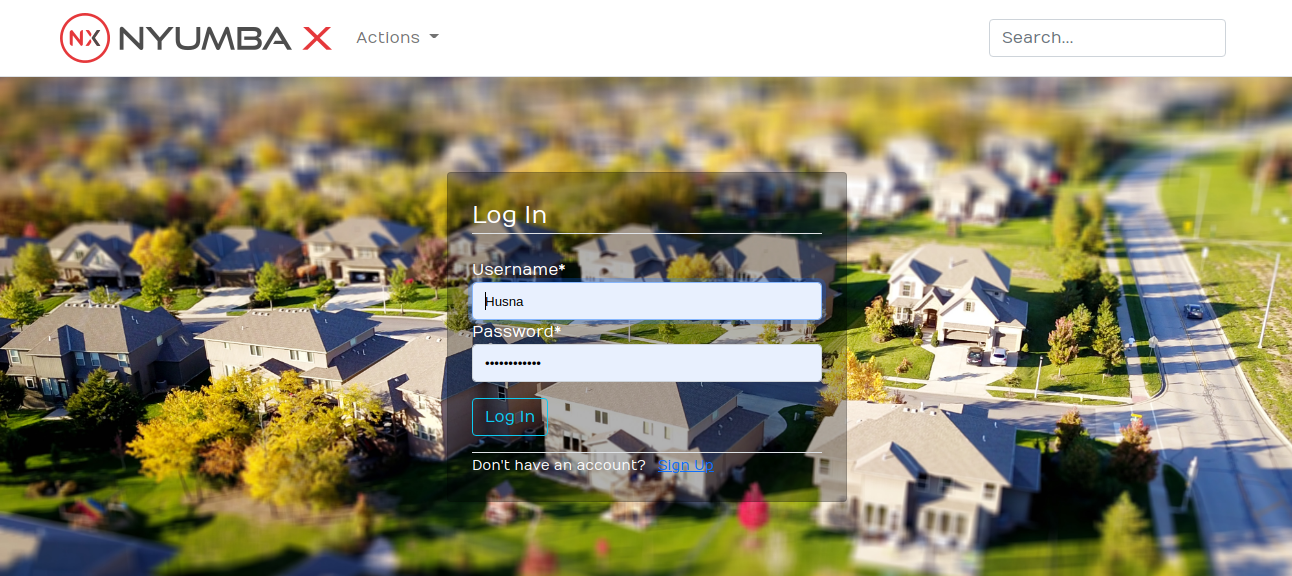 NX NYUMBA X Actions Search...
Log In
Username*
Husna
Password*
••••••••••••
Log In
Don't have an account? Sign Up